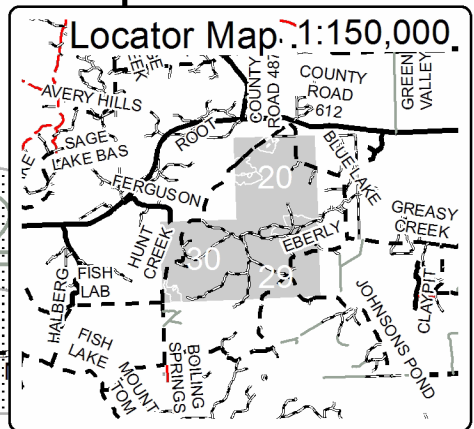 Locator Map 1:150,000
EK
COUNTY
ROAD 487
COUNTY
ROAD
612
GREEN
VALLEY
AVERY HILLS
ROOT
SAGE
LAKE BAS
KE
BLUE LAKE
20
FERGUSON
GREASY
CREEK
EBERLY
HUNT
CREEK
30
29
FISH
LAB
HALBERG
CLAYPIT
JOHNSONS POND
FISH
LAKE
MOUNT
TOM
BOILING
SPRINGS